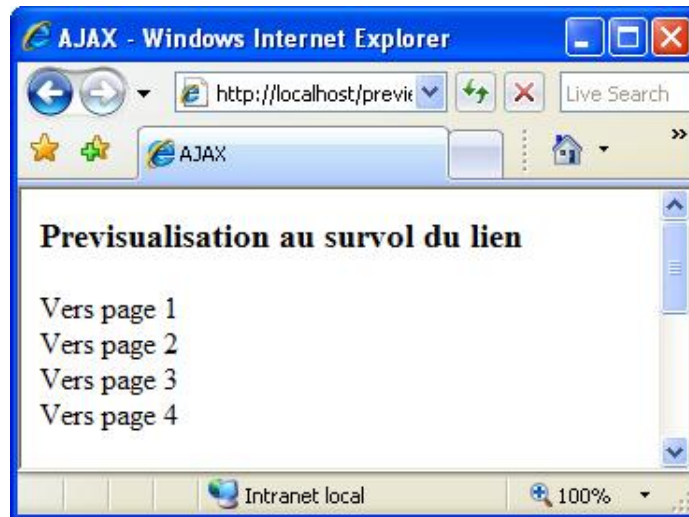 AJAX - Windows Internet Explorer
http://localhost/previe
Live Search
AJAX
»
Previsualisation au survol du lien
Vers page 1
Vers page 2
Vers page 3
Vers page 4
Intranet local
100%